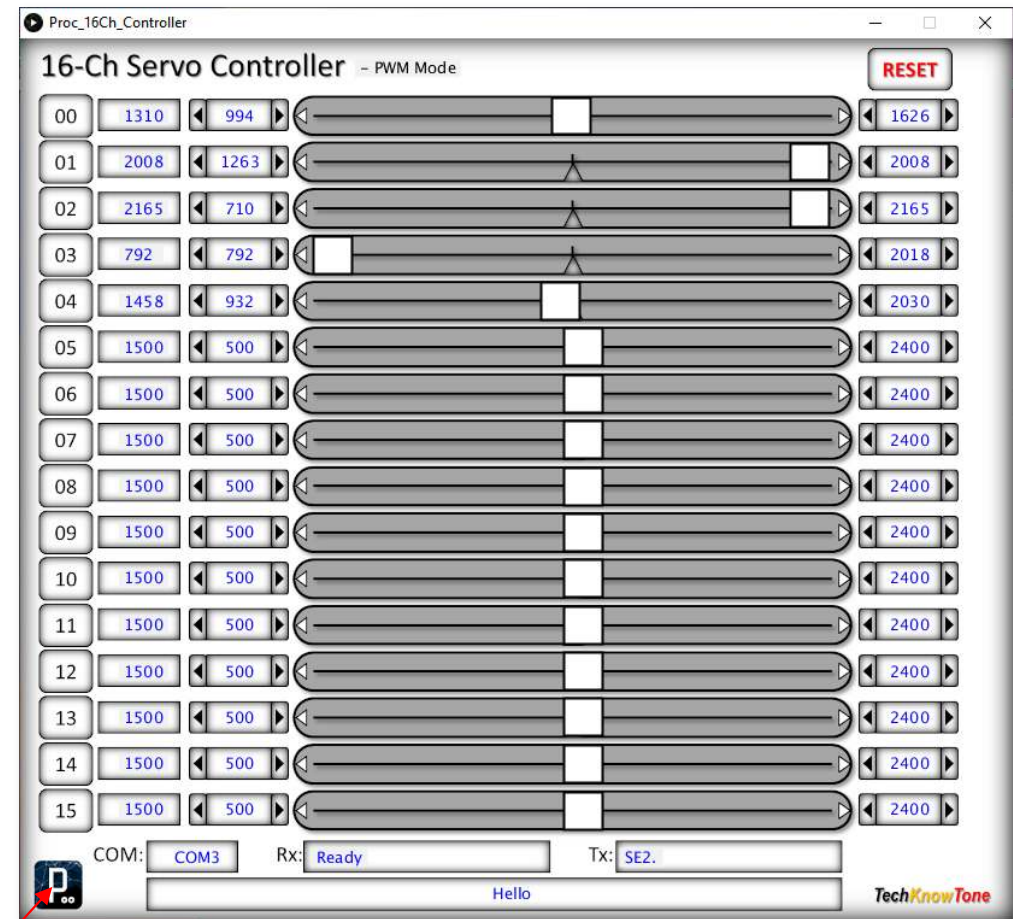 Proc_16Ch_Controller
16-Ch Servo Controller - PWM Mode RESET
00 1310 994 1626
01 2008 1263 2008
02 2165 710 2165
03 792 792 2018
04 1458 932 2030
05 1500 500 2400
06 1500 500 2400
07 1500 500 2400
08 1500 500 2400
09 1500 500 2400
10 1500 500 2400
11 1500 500 2400
12 1500 500 2400
13 1500 500 2400
14 1500 500 2400
15 1500 500 2400
COM: COM3 Rx: Ready Tx: SE2.
P Hello TechKnowTone